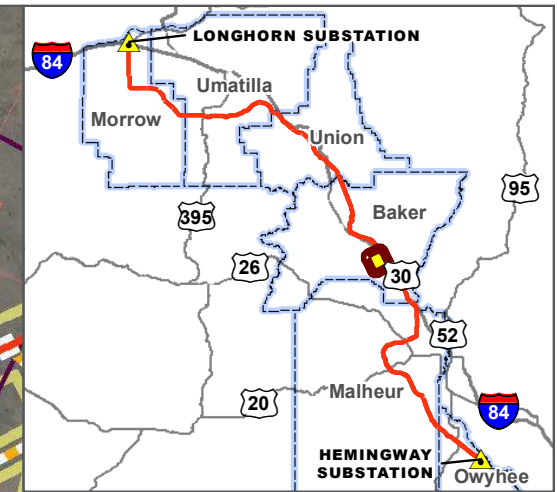 LONGHORN SUBSTATION
84
Umatilla
Morrow
Union
95
Baker
395
26
30
52
Malheur
20
84
HEMINGWAY
SUBSTATION
Owyhee